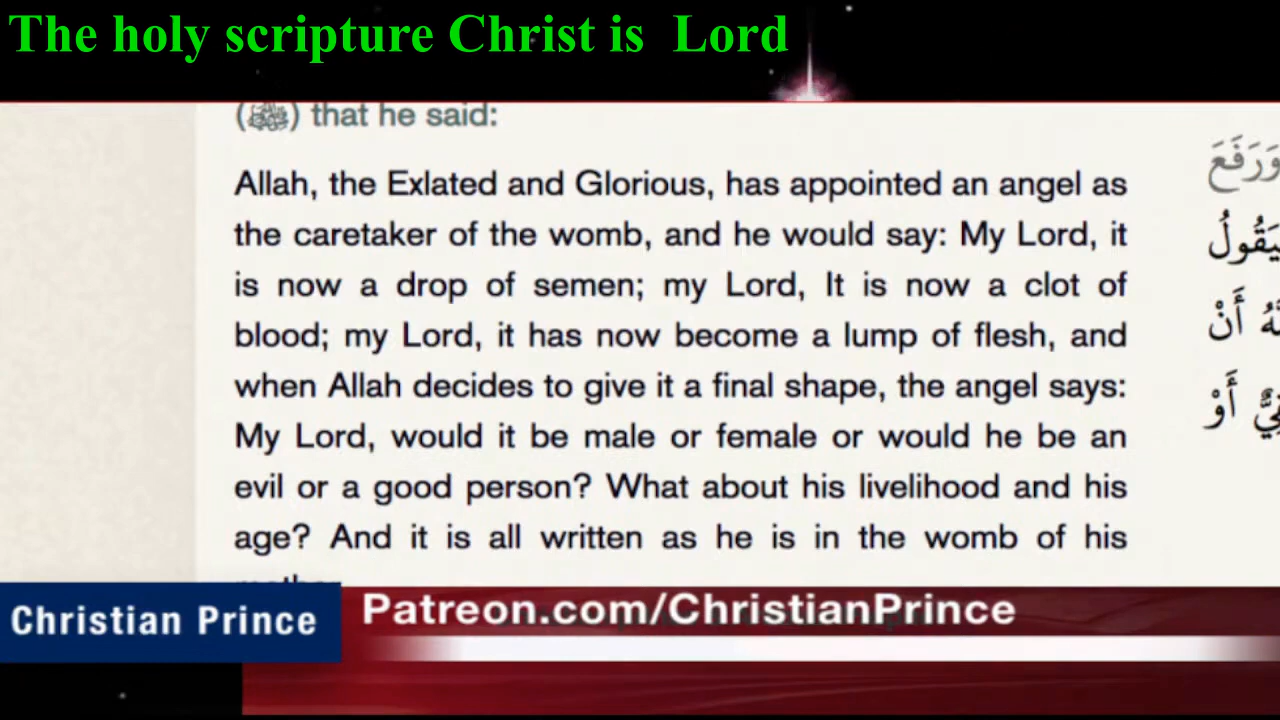 The holy scripture Christ is Lord
(ﷺ) that he said:
Allah, the Exlated and Glorious, has appointed an angel as
the caretaker of the womb, and he would say: My Lord, it
is now a drop of semen; my Lord, It is now a clot of
blood; my Lord, it has now become a lump of flesh, and
when Allah decides to give it a final shape, the angel says:
My Lord, would it be male or female or would he be an
evil or a good person? What about his livelihood and his
age? And it is all written as he is in the womb of his
وَرَفَعَ
أَنْ
أَوْ
Christian Prince
Patreon.com/ChristianPrince